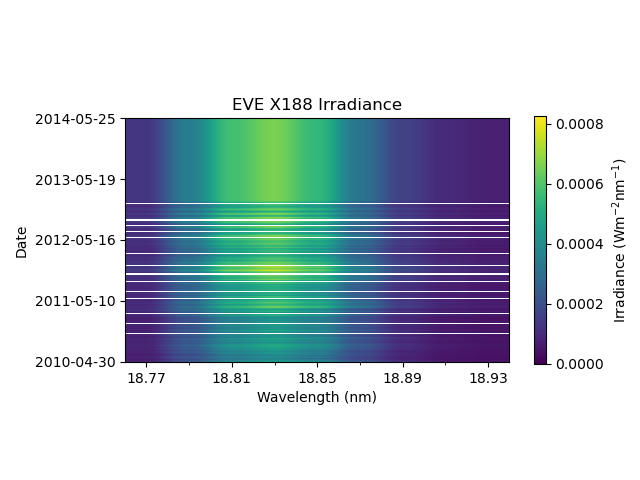 EVE X188 Irradiance
2014-05-25
2013-05-19
2012-05-16
2011-05-10
2010-04-30
Date
18.77 18.81 18.85 18.89 18.93
Wavelength (nm)
0.0008
0.0006
0.0004
0.0002
0.0000
Irradiance (Wm⁻²nm⁻¹)